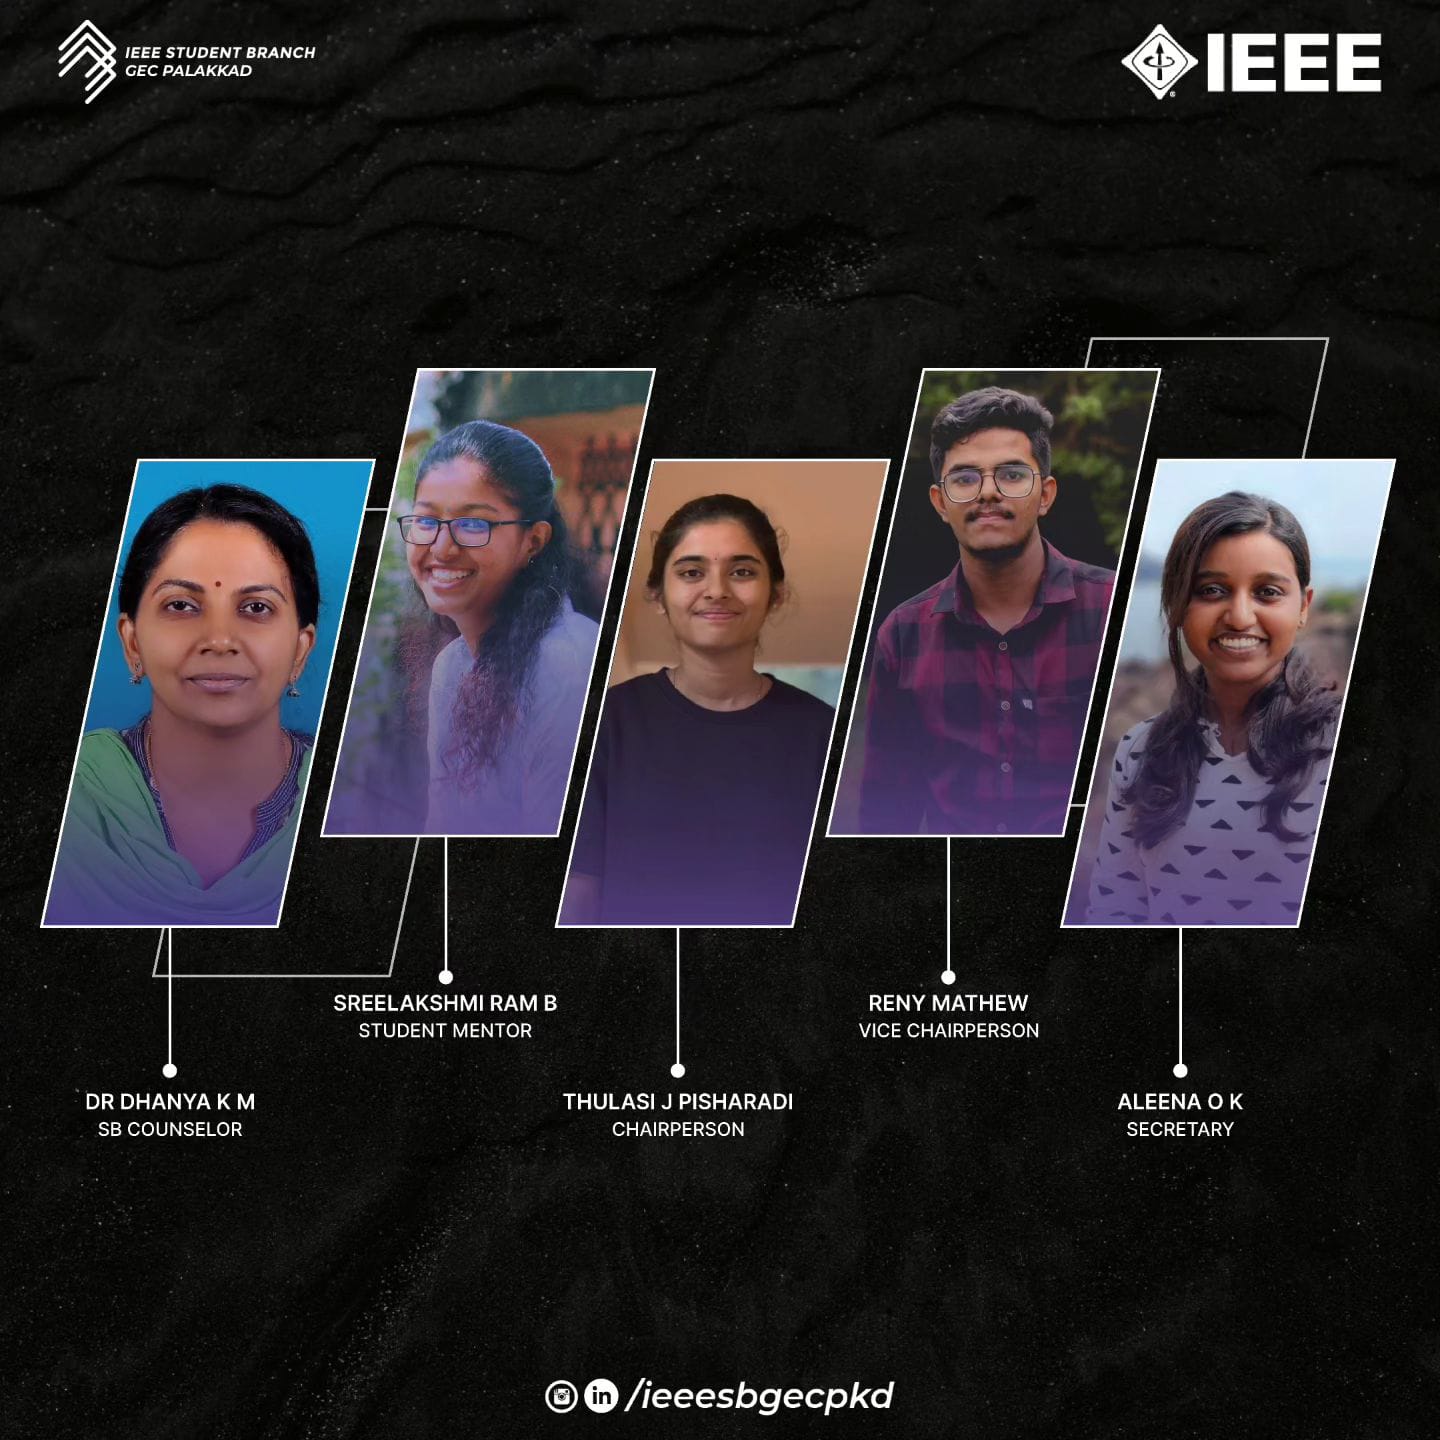 IEEE STUDENT BRANCH
GEC PALAKKAD
IEEE
SREELAKSHMI RAM B
STUDENT MENTOR
RENY MATHEW
VICE CHAIRPERSON
DR DHANYA K M
SB COUNSELOR
THULASI J PISHARADI
CHAIRPERSON
ALEENA O K
SECRETARY
in /ieeesbgecpkd